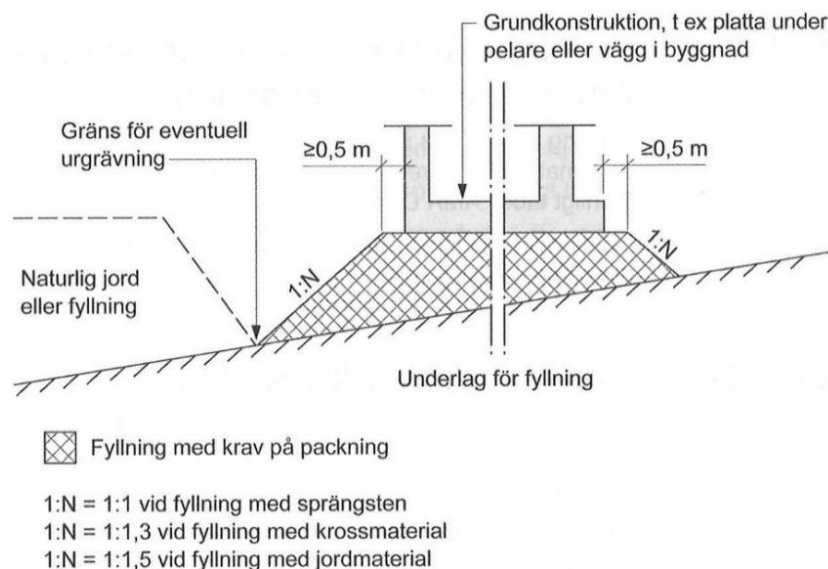 Grundkonstruktion, t ex platta under
pelare eller vägg i byggnad
Gräns för eventuell
urgrävning
≥0,5 m
≥0,5 m
1:N
1:N
Naturlig jord
eller fyllning
Underlag för fyllning
Fyllning med krav på packning
1:N = 1:1 vid fyllning med sprängsten
1:N = 1:1,3 vid fyllning med krossmaterial
1:N = 1:1,5 vid fyllning med jordmaterial